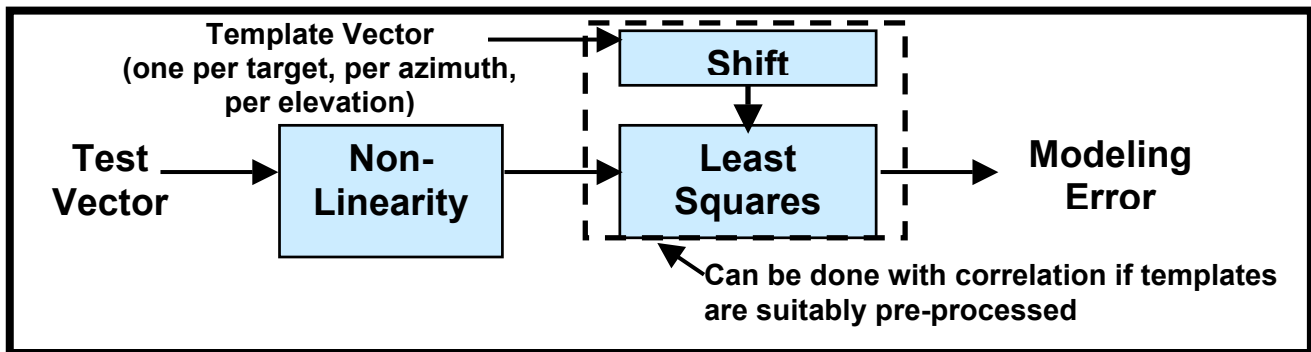 Template Vector
(one per target, per azimuth,
per elevation)
Shift
Test
Vector
Non-
Linearity
Least
Squares
Modeling
Error
Can be done with correlation if templates
are suitably pre-processed